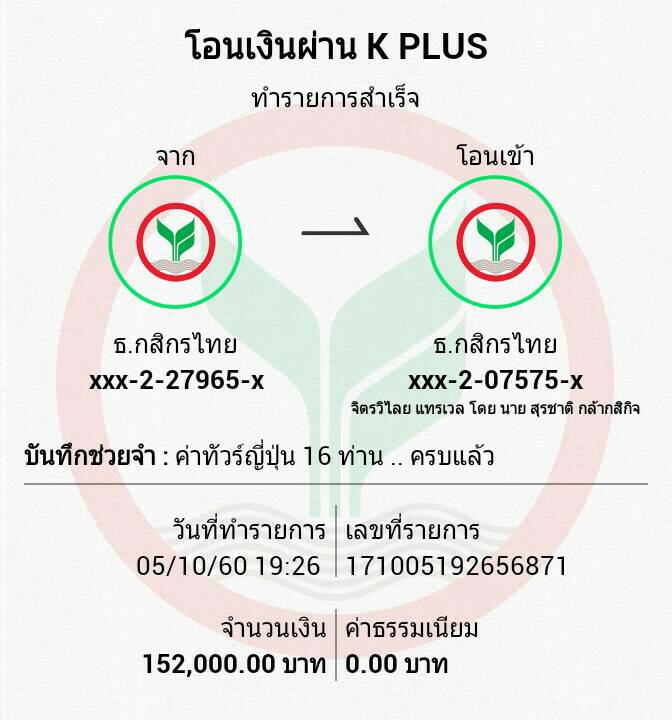 โอนเงินผ่าน K PLUS
ทำรายการสำเร็จ
จาก
โอนเข้า
ธ.กสิกรไทย
xxx-2-27965-x
ธ.กสิกรไทย
xxx-2-07575-x
จิตรวิไลย แทรเวล โดย นาย สุรชาติ กล้ากสิกิจ
บันทึกช่วยจำ : ค่าทัวร์ญี่ปุ่น 16 ท่าน .. ครบแล้ว
วันที่ทำรายการ
05/10/60 19:26
เลขที่รายการ
171005192656871
จำนวนเงิน
152,000.00 บาท
ค่าธรรมเนียม
0.00 บาท